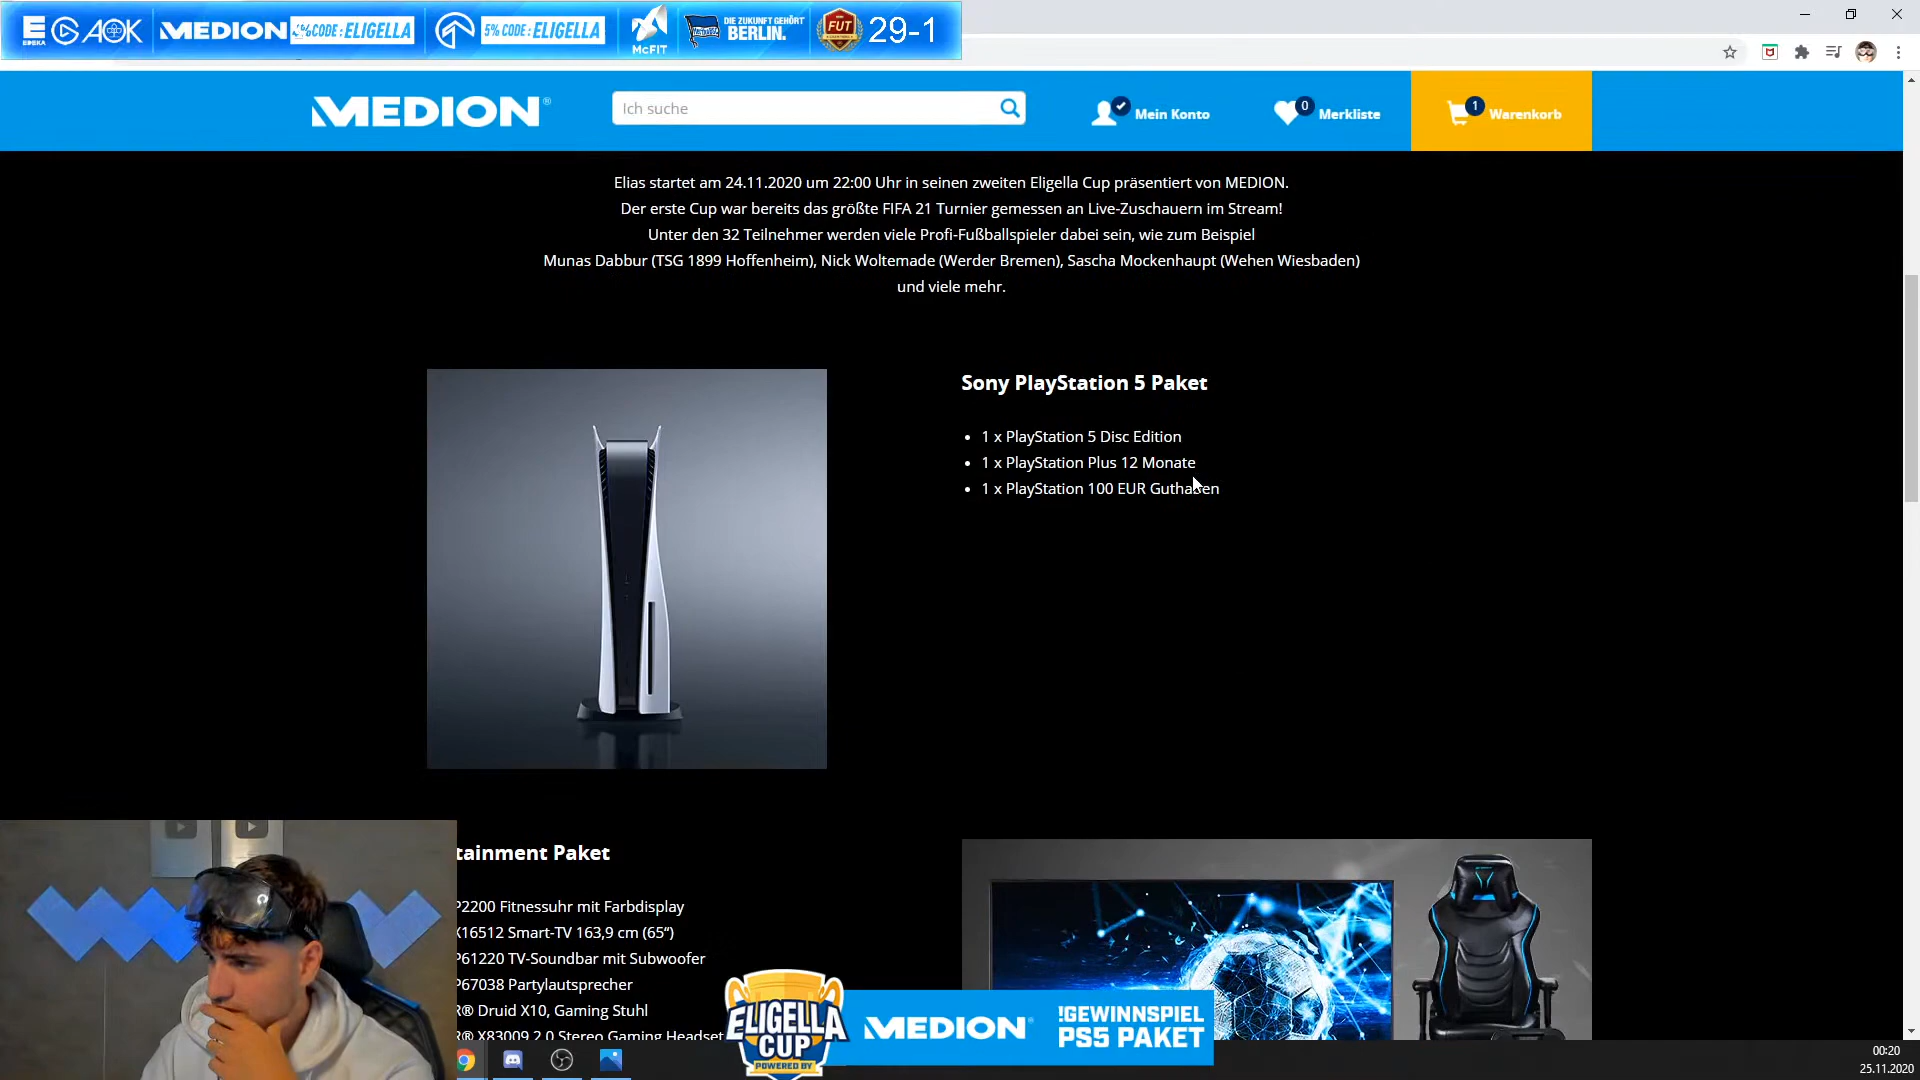 EDEKA
AOK
MEDION
CODE: ELIGELLA
5% CODE: ELIGELLA
McFIT
DIE ZUKUNFT GEHÖRT
BERLIN.
FUT
29-1
MEDION®
Ich suche
Mein Konto
0
Merkliste
1
Warenkorb
Elias startet am 24.11.2020 um 22:00 Uhr in seinen zweiten Eligella Cup präsentiert von MEDION.
Der erste Cup war bereits das größte FIFA 21 Turnier gemessen an Live-Zuschauern im Stream!
Unter den 32 Teilnehmer werden viele Profi-Fußballspieler dabei sein, wie zum Beispiel
Munas Dabbur (TSG 1899 Hoffenheim), Nick Woltemade (Werder Bremen), Sascha Mockenhaupt (Wehen Wiesbaden)
und viele mehr.
Sony PlayStation 5 Paket
• 1 x PlayStation 5 Disc Edition
• 1 x PlayStation Plus 12 Monate
• 1 x PlayStation 100 EUR Guthaben
tainment Paket
P2200 Fitnessuhr mit Farbdisplay
X16512 Smart-TV 163,9 cm (65“)
P61220 TV-Soundbar mit Subwoofer
P67038 Partylautsprecher
R® Druid X10, Gaming Stuhl
R® X83009 2.0 Stereo Gaming Headset
ELIGELLA
CUP
POWERED BY
MEDION®
!GEWINNSPIEL
PS5 PAKET
00:20
25.11.2020